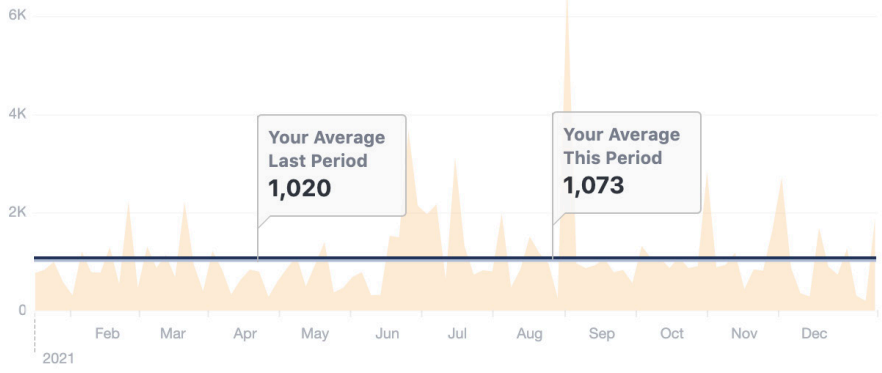 6K
4K
2K
0
Your Average
Last Period
1,020
Your Average
This Period
1,073
Feb Mar Apr May Jun Jul Aug Sep Oct Nov Dec
2021